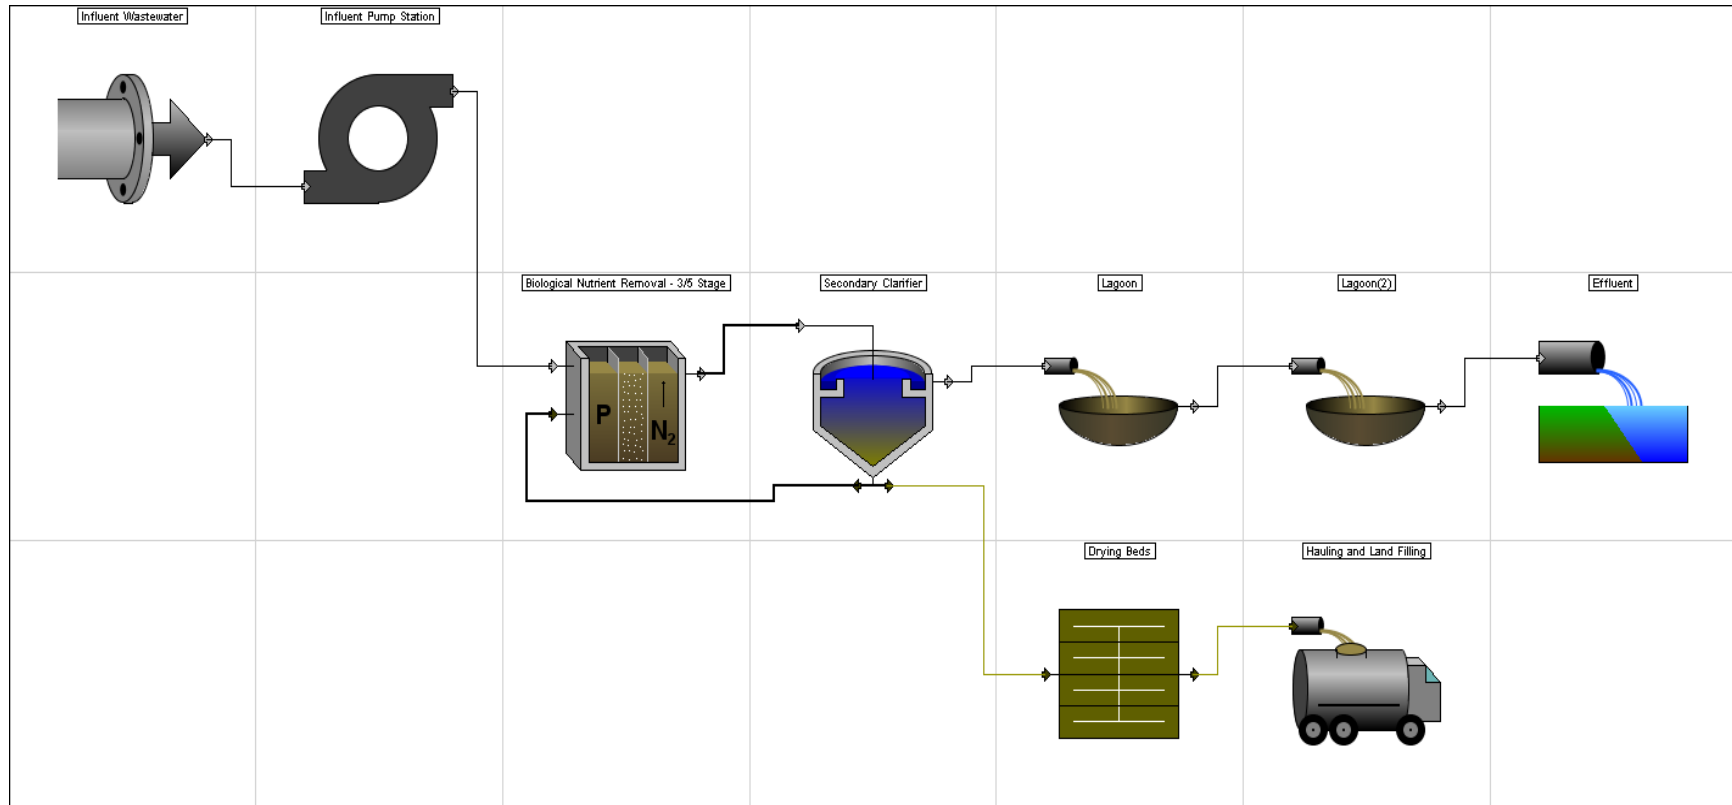 Influent Wastewater
Influent Pump Station
Biological Nutrient Removal - 3/5 Stage
Secondary Clarifier
Lagoon
Lagoon(2)
Effluent
P
N₂
Drying Beds
Hauling and Land Filling